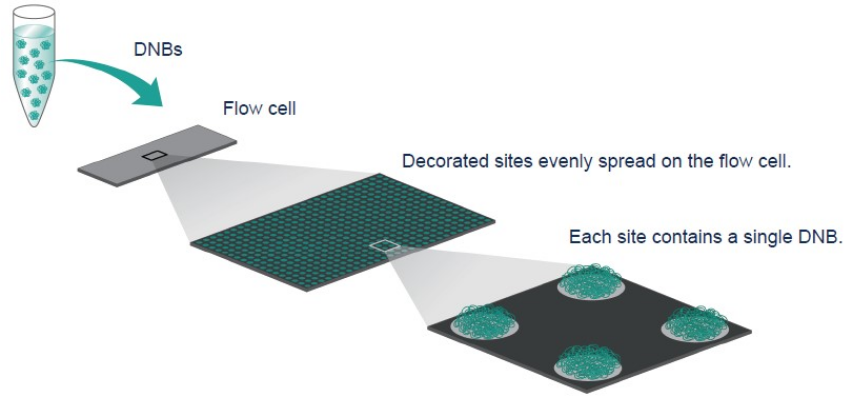 DNBs
Flow cell
Decorated sites evenly spread on the flow cell.
Each site contains a single DNB.